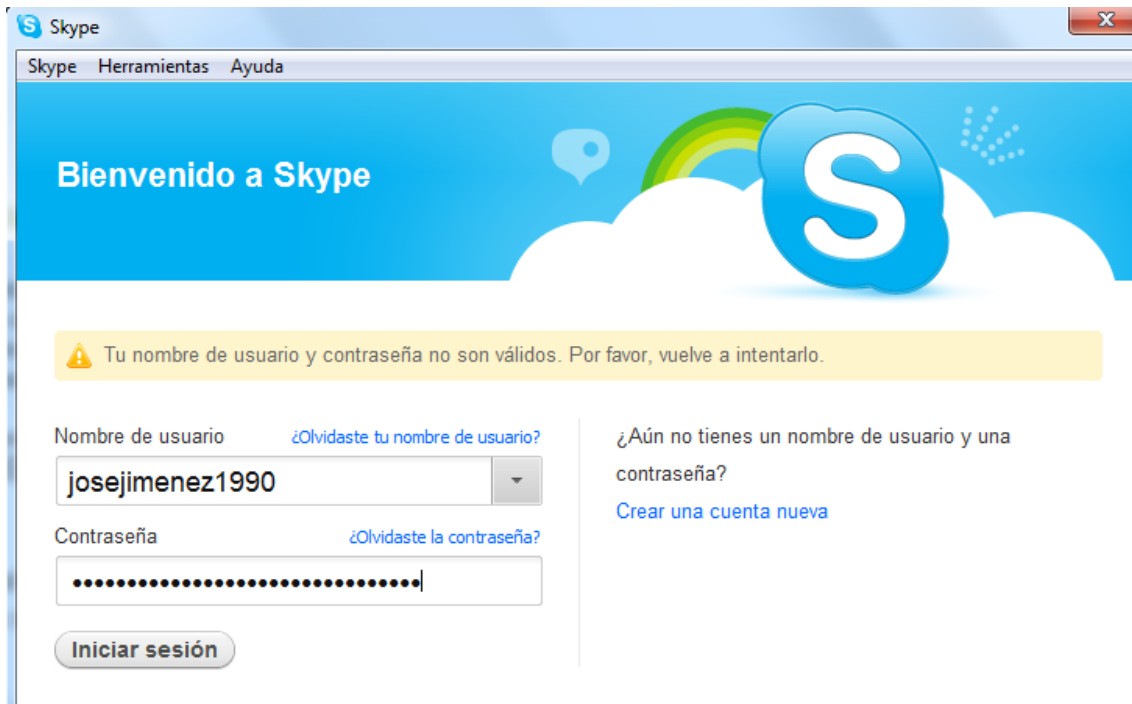 Skype
Skype Herramientas Ayuda
Bienvenido a Skype
Tu nombre de usuario y contraseña no son válidos. Por favor, vuelve a intentarlo.
Nombre de usuario ¿Olvidaste tu nombre de usuario?
josejimenez1990
Contraseña ¿Olvidaste la contraseña?
••••••••••••••••••••••••••••••••
Iniciar sesión
¿Aún no tienes un nombre de usuario y una
contraseña?
Crear una cuenta nueva